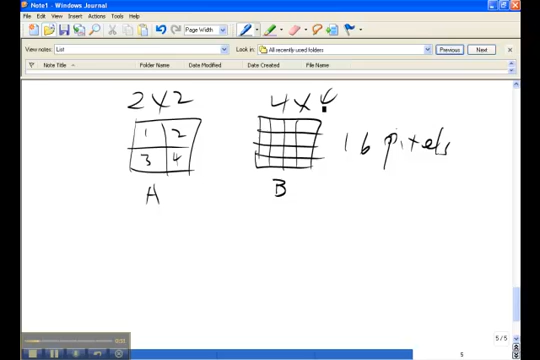 Note1 - Windows Journal
File Edit View Insert Actions Tools Help
Page Width
View notes: List Look in: All recently used folders Previous Next
Note Title Folder Name Date Modified Date Created File Name
2 x 2 4 x 4
1 2
3 4
16 pixels
A B
5/5
5